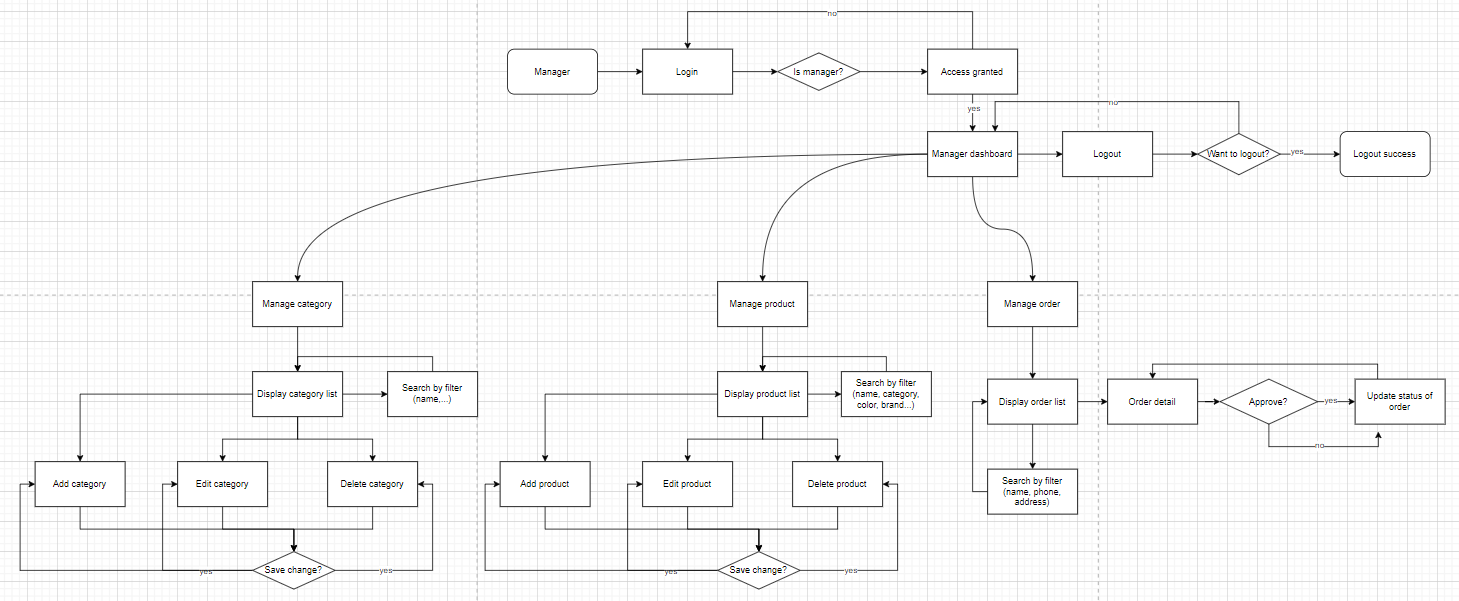 no
Manager
Login
Is manager?
Access granted
yes
no
Manager dashboard
Logout
Want to logout?
yes
Logout success
Manage category
Manage product
Manage order
Display category list
Search by filter
(name,...)
Display product list
Search by filter
(name, category,
color, brand...)
Display order list
Order detail
Approve?
yes
Update status of
order
no
Add category
Edit category
Delete category
Add product
Edit product
Delete product
Search by filter
(name, phone,
address)
yes
Save change?
yes
yes
Save change?
yes